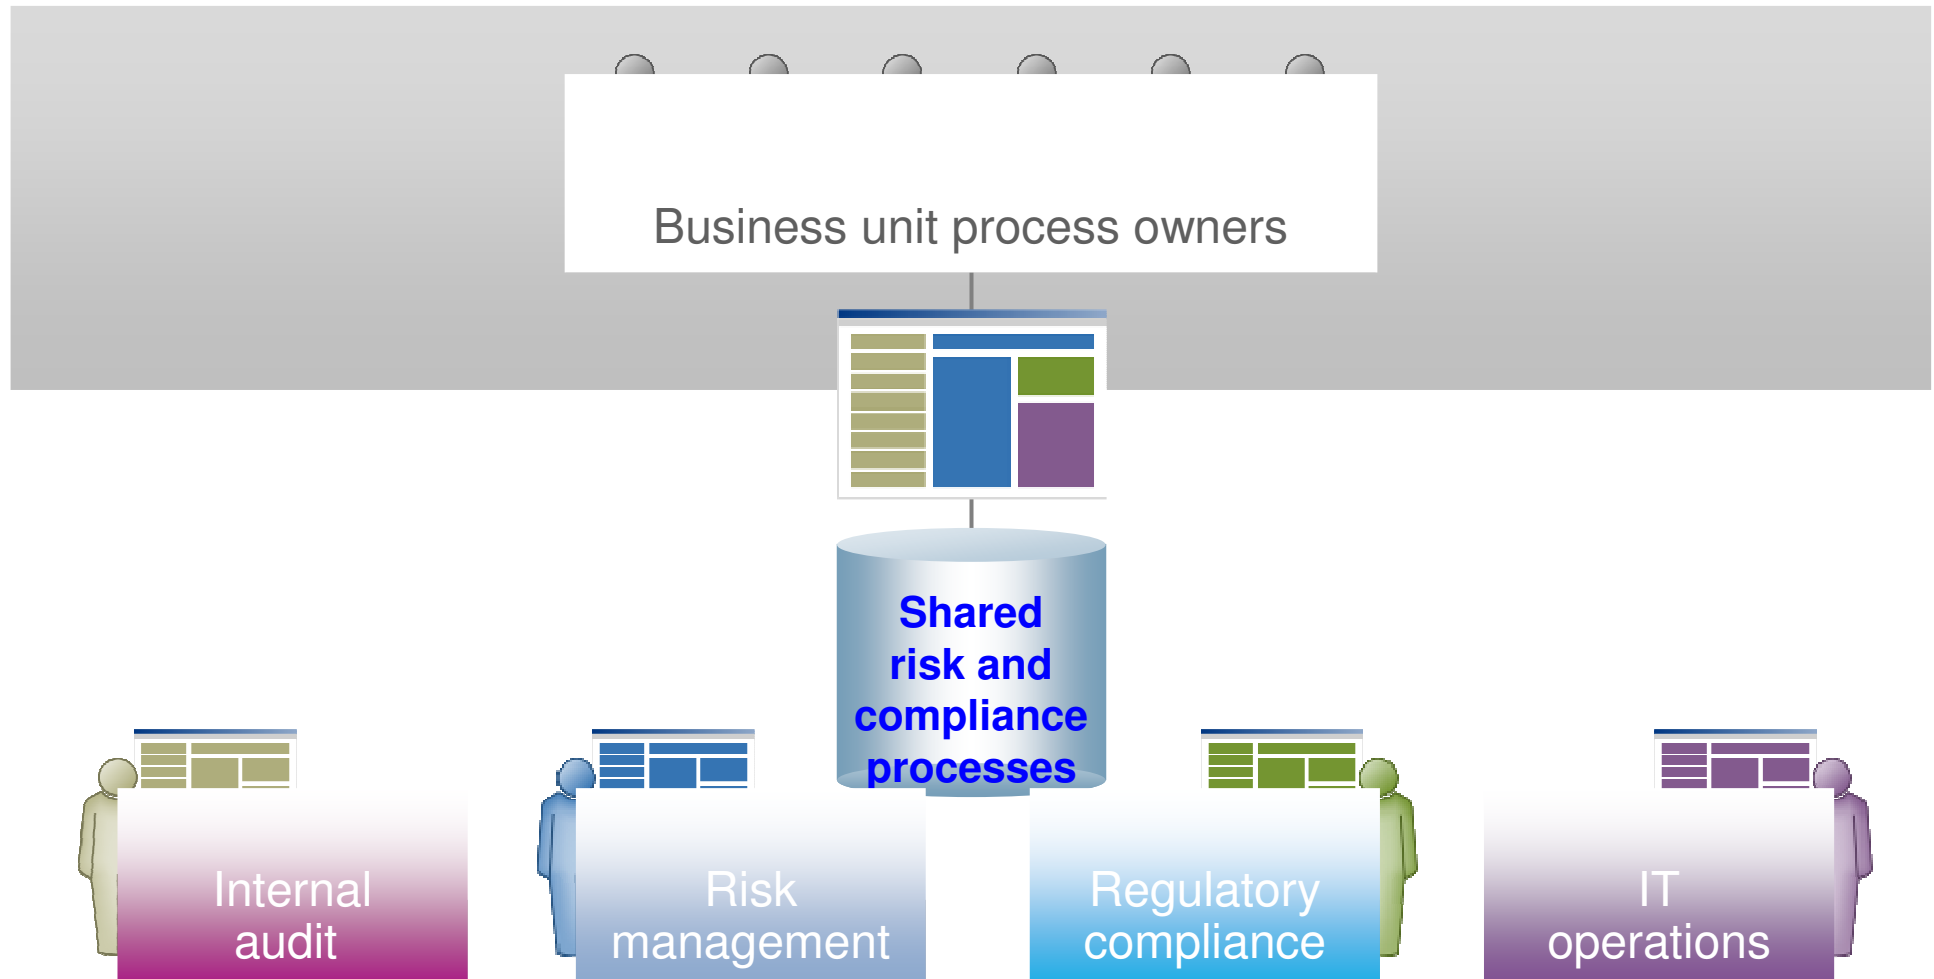 Business unit process owners
Shared
risk and
compliance
processes
Internal
audit
Risk
management
Regulatory
compliance
IT
operations